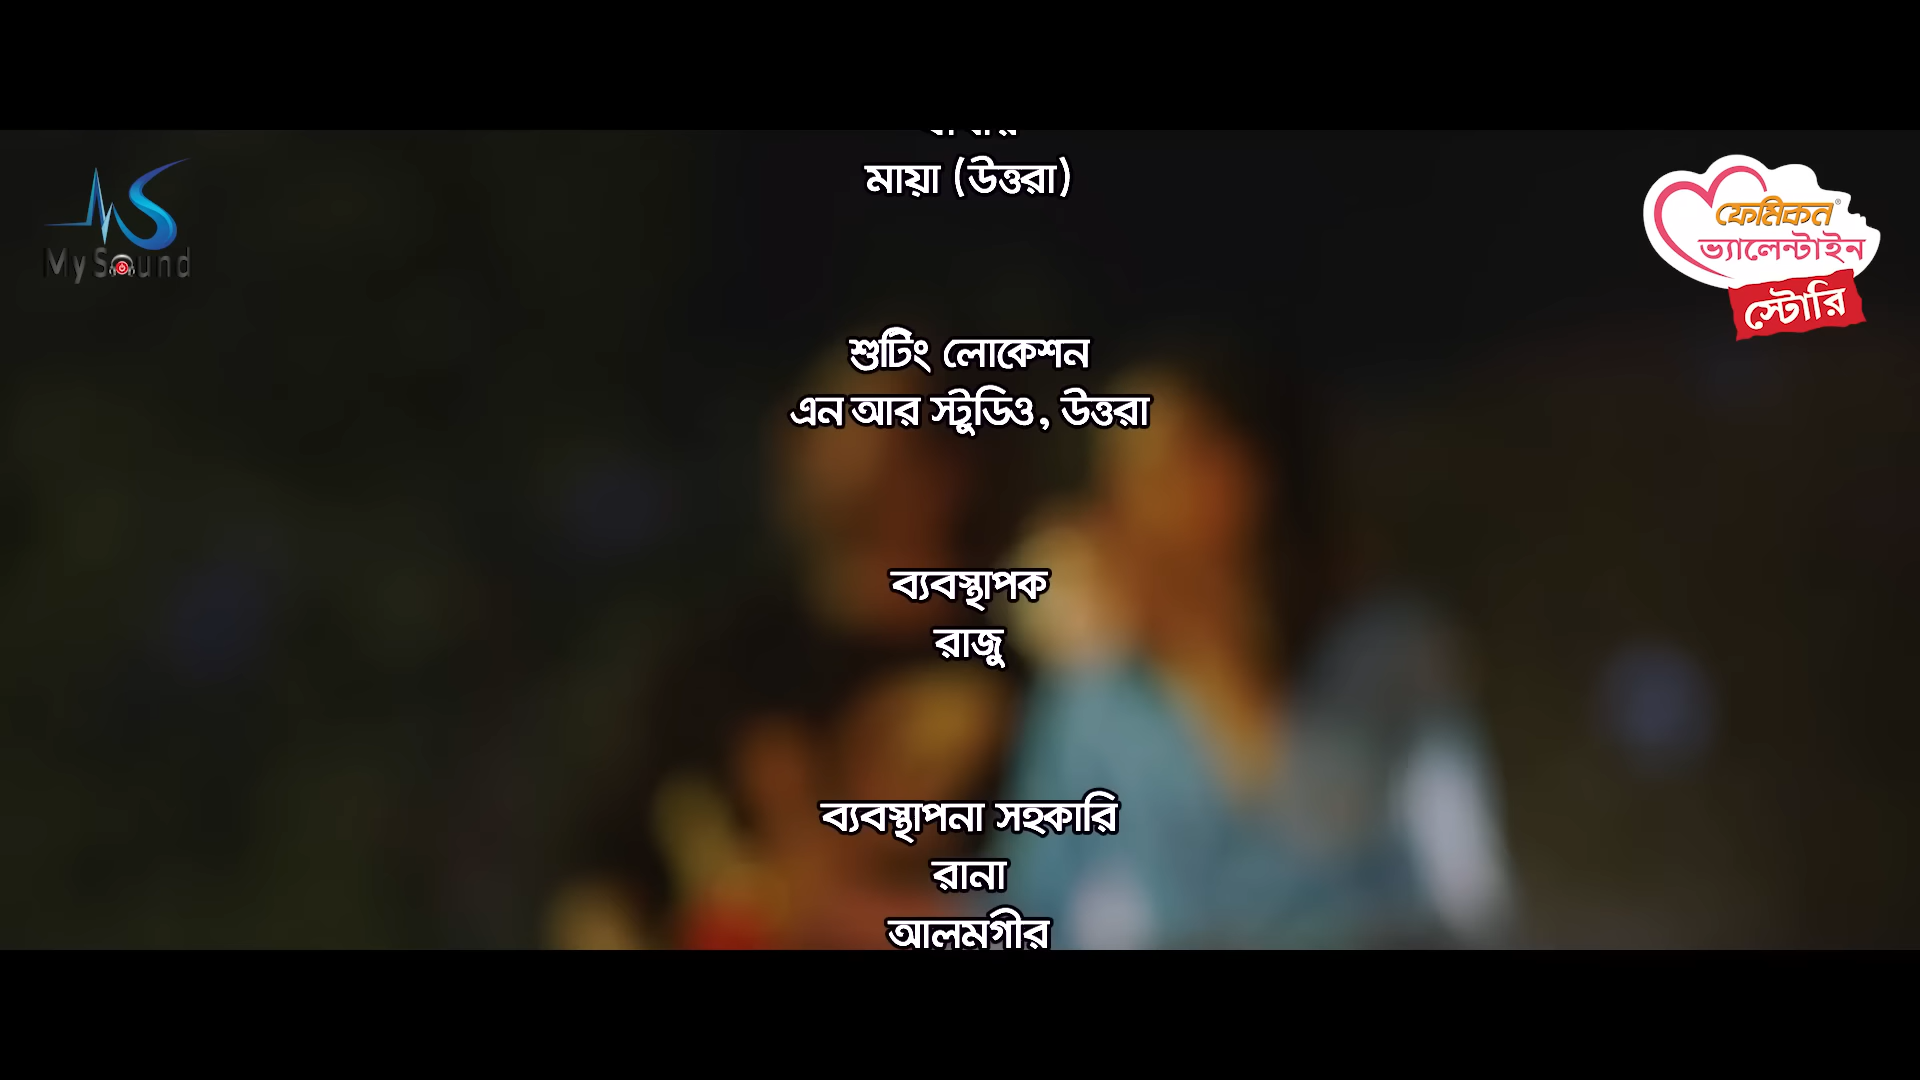 মায়া (উত্তরা)
My Sound
ফেমিকন®
ভ্যালেন্টাইন
স্টোরি
শুটিং লোকেশন
এন আর স্টুডিও, উত্তরা
ব্যবস্থাপক
রাজু
ব্যবস্থাপনা সহকারি
রানা
আলমগীর